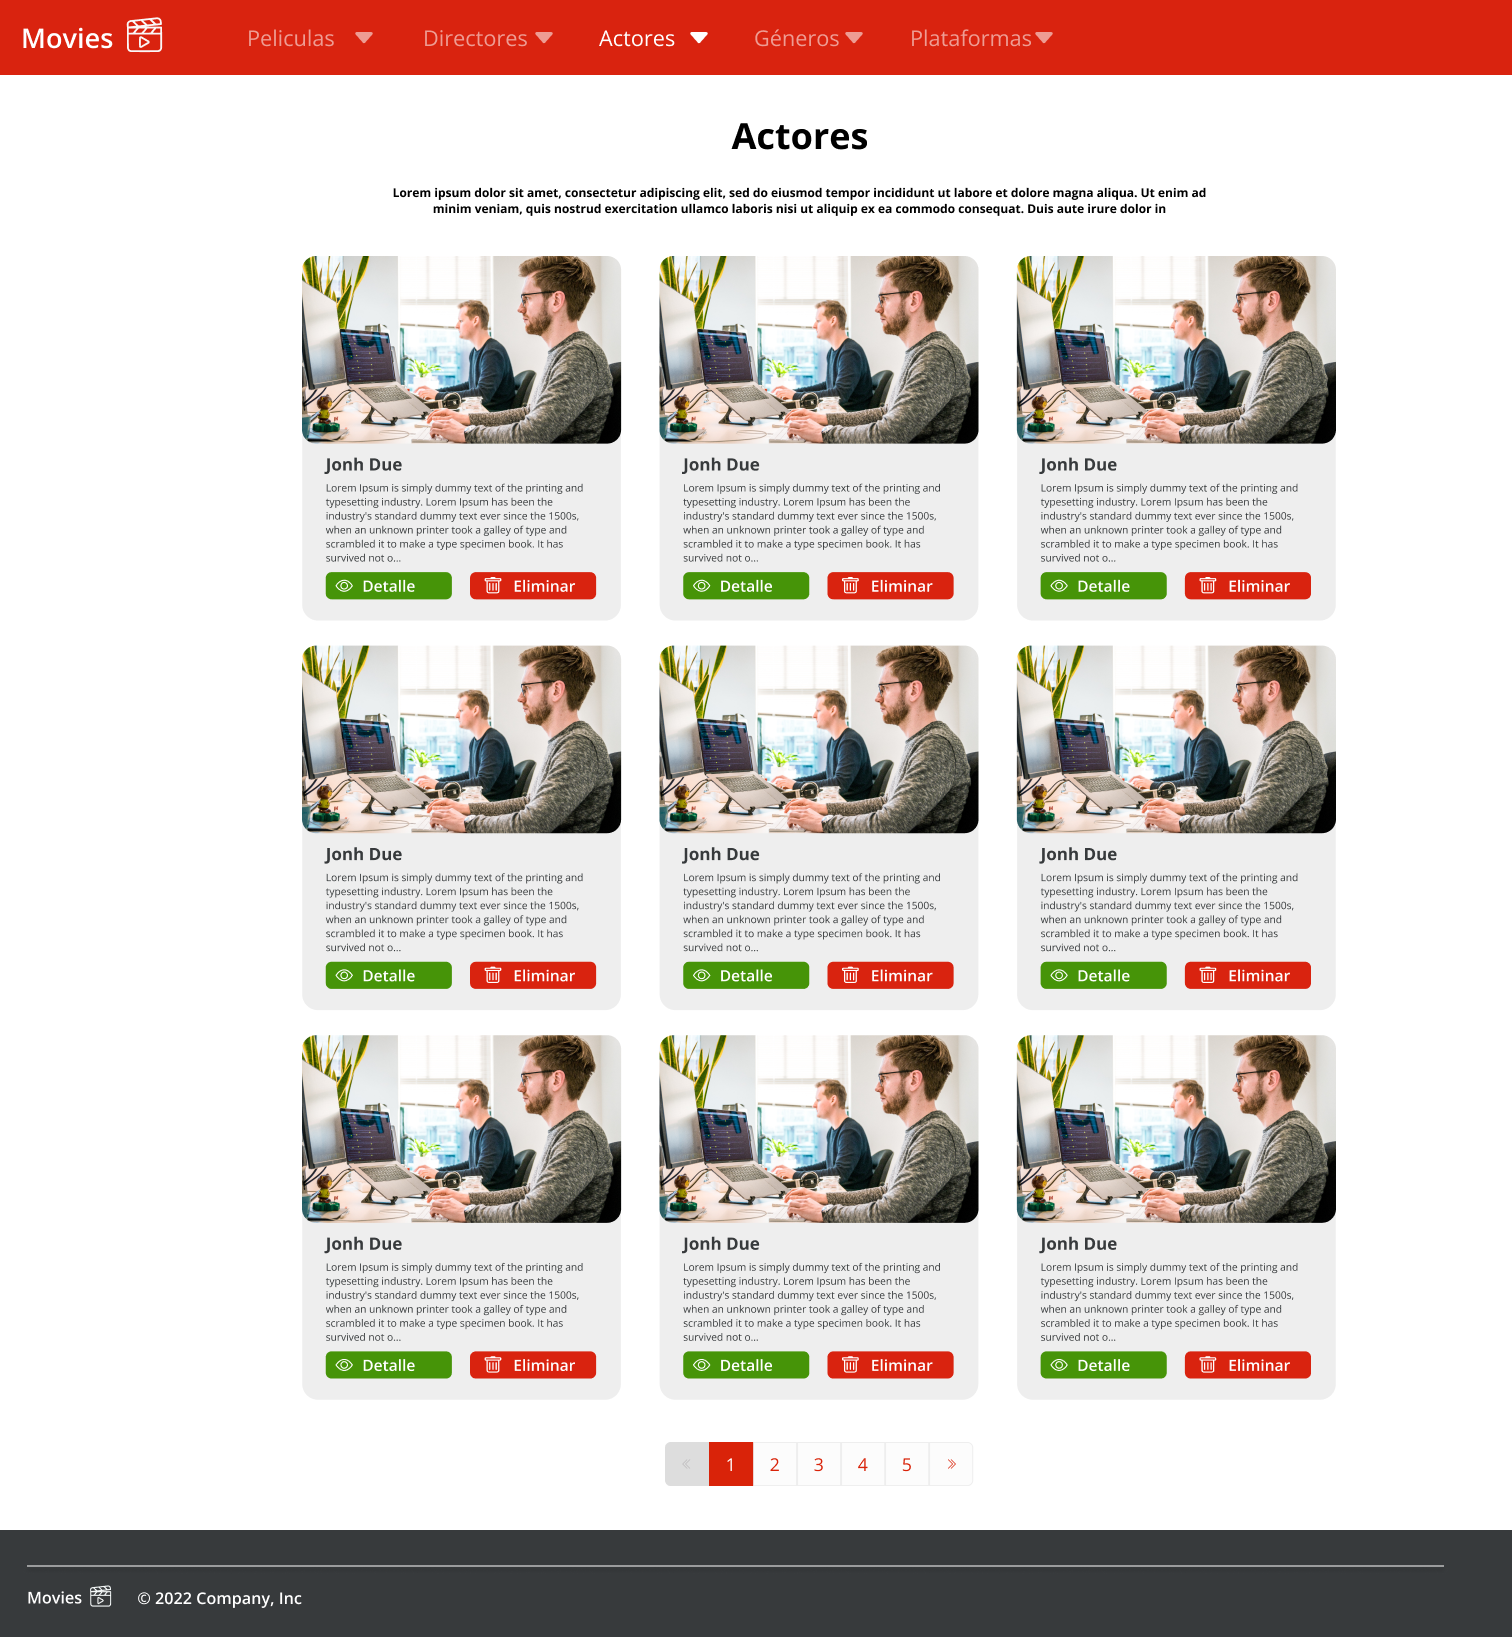 Movies
Peliculas
Directores
Actores
Géneros
Plataformas
Actores
Lorem ipsum dolor sit amet, consectetur adipiscing elit, sed do eiusmod tempor incididunt ut labore et dolore magna aliqua. Ut enim ad
minim veniam, quis nostrud exercitation ullamco laboris nisi ut aliquip ex ea commodo consequat. Duis aute irure dolor in
Jonh Due
Lorem Ipsum is simply dummy text of the printing and
typesetting industry. Lorem Ipsum has been the
industry's standard dummy text ever since the 1500s,
when an unknown printer took a galley of type and
scrambled it to make a type specimen book. It has
survived not o...
Detalle
Eliminar
Jonh Due
Lorem Ipsum is simply dummy text of the printing and
typesetting industry. Lorem Ipsum has been the
industry's standard dummy text ever since the 1500s,
when an unknown printer took a galley of type and
scrambled it to make a type specimen book. It has
survived not o...
Detalle
Eliminar
Jonh Due
Lorem Ipsum is simply dummy text of the printing and
typesetting industry. Lorem Ipsum has been the
industry's standard dummy text ever since the 1500s,
when an unknown printer took a galley of type and
scrambled it to make a type specimen book. It has
survived not o...
Detalle
Eliminar
Jonh Due
Lorem Ipsum is simply dummy text of the printing and
typesetting industry. Lorem Ipsum has been the
industry's standard dummy text ever since the 1500s,
when an unknown printer took a galley of type and
scrambled it to make a type specimen book. It has
survived not o...
Detalle
Eliminar
Jonh Due
Lorem Ipsum is simply dummy text of the printing and
typesetting industry. Lorem Ipsum has been the
industry's standard dummy text ever since the 1500s,
when an unknown printer took a galley of type and
scrambled it to make a type specimen book. It has
survived not o...
Detalle
Eliminar
Jonh Due
Lorem Ipsum is simply dummy text of the printing and
typesetting industry. Lorem Ipsum has been the
industry's standard dummy text ever since the 1500s,
when an unknown printer took a galley of type and
scrambled it to make a type specimen book. It has
survived not o...
Detalle
Eliminar
Jonh Due
Lorem Ipsum is simply dummy text of the printing and
typesetting industry. Lorem Ipsum has been the
industry's standard dummy text ever since the 1500s,
when an unknown printer took a galley of type and
scrambled it to make a type specimen book. It has
survived not o...
Detalle
Eliminar
Jonh Due
Lorem Ipsum is simply dummy text of the printing and
typesetting industry. Lorem Ipsum has been the
industry's standard dummy text ever since the 1500s,
when an unknown printer took a galley of type and
scrambled it to make a type specimen book. It has
survived not o...
Detalle
Eliminar
Jonh Due
Lorem Ipsum is simply dummy text of the printing and
typesetting industry. Lorem Ipsum has been the
industry's standard dummy text ever since the 1500s,
when an unknown printer took a galley of type and
scrambled it to make a type specimen book. It has
survived not o...
Detalle
Eliminar
« 1 2 3 4 5 »
Movies
© 2022 Company, Inc